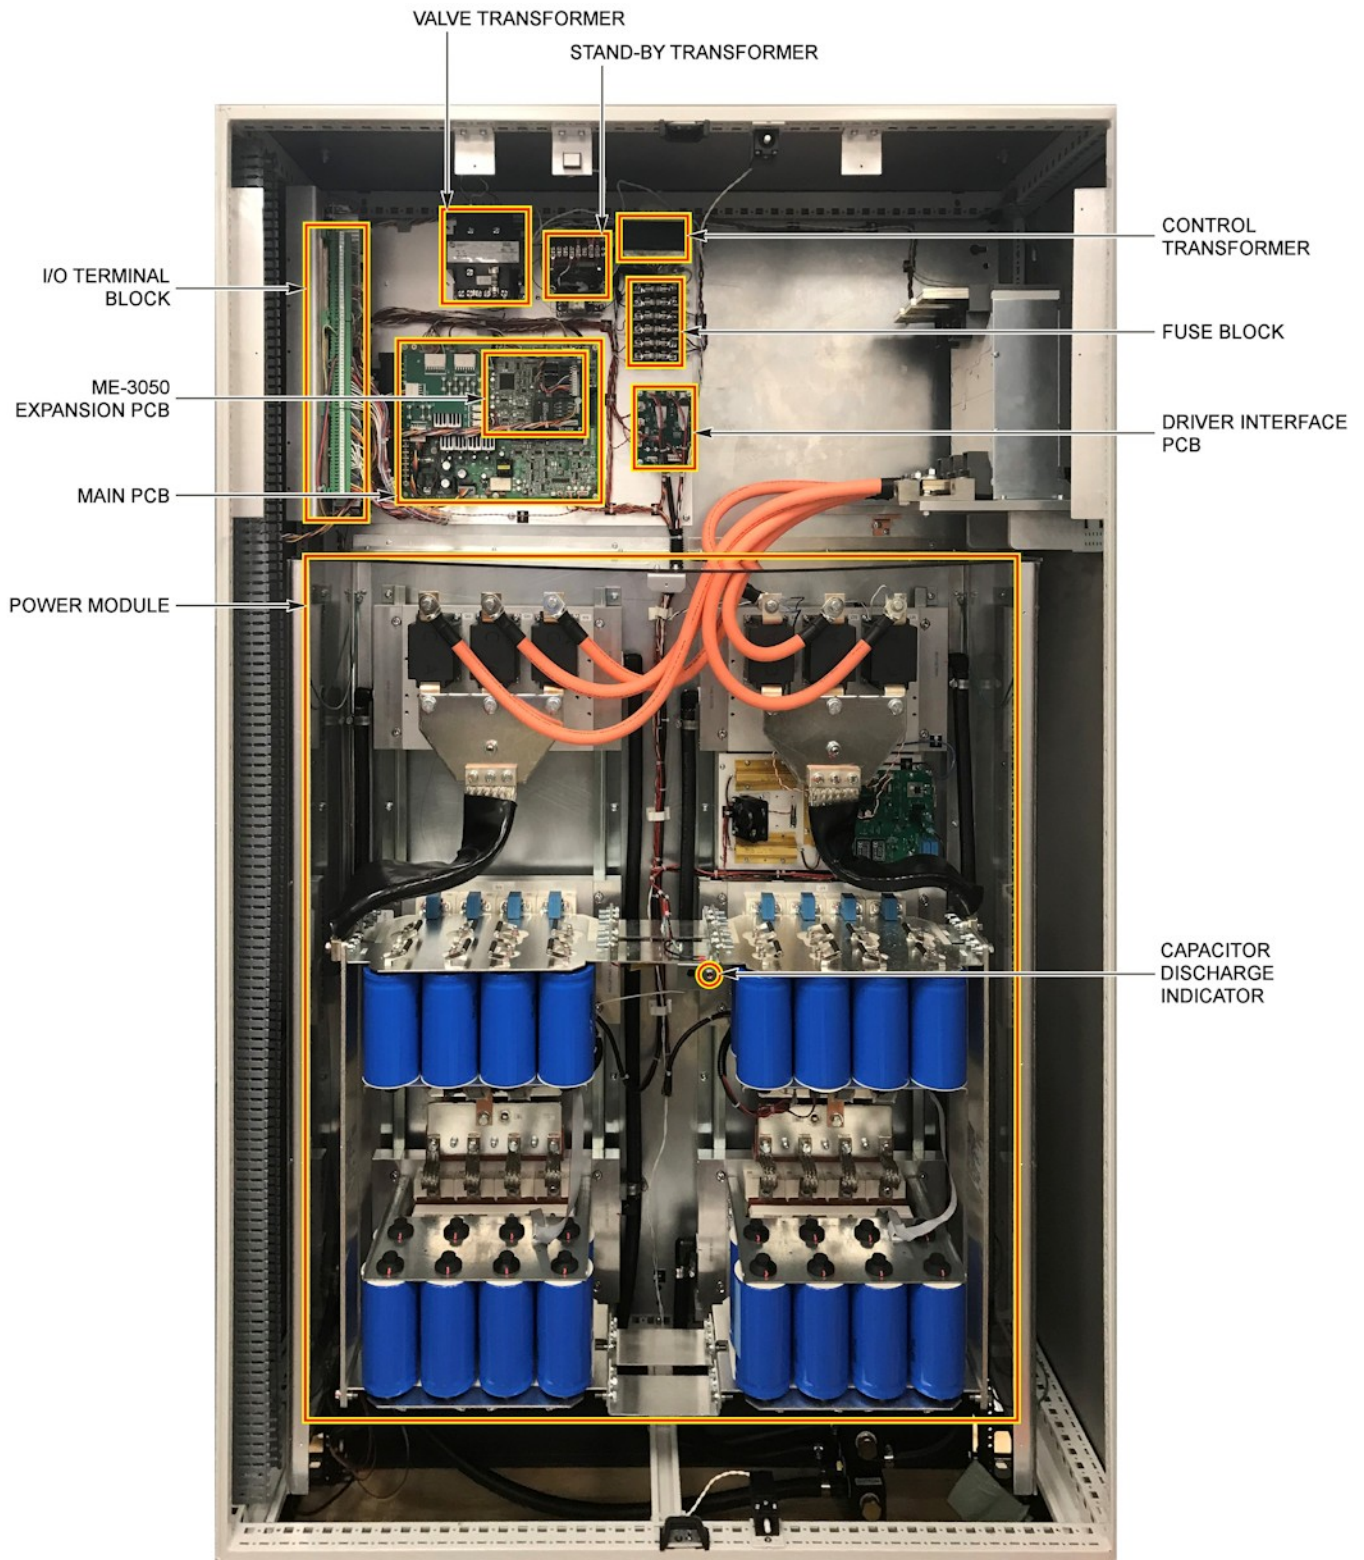 VALVE TRANSFORMER
STAND-BY TRANSFORMER
CONTROL
TRANSFORMER
I/O TERMINAL
BLOCK
FUSE BLOCK
ME-3050
EXPANSION PCB
DRIVER INTERFACE
PCB
MAIN PCB
POWER MODULE
CAPACITOR
DISCHARGE
INDICATOR